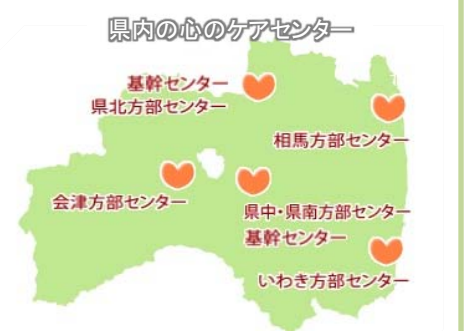 県内の心のケアセンター
基幹センター
県北方部センター
相馬方部センター
会津方部センター
県中・県南方部センター
基幹センター
いわき方部センター